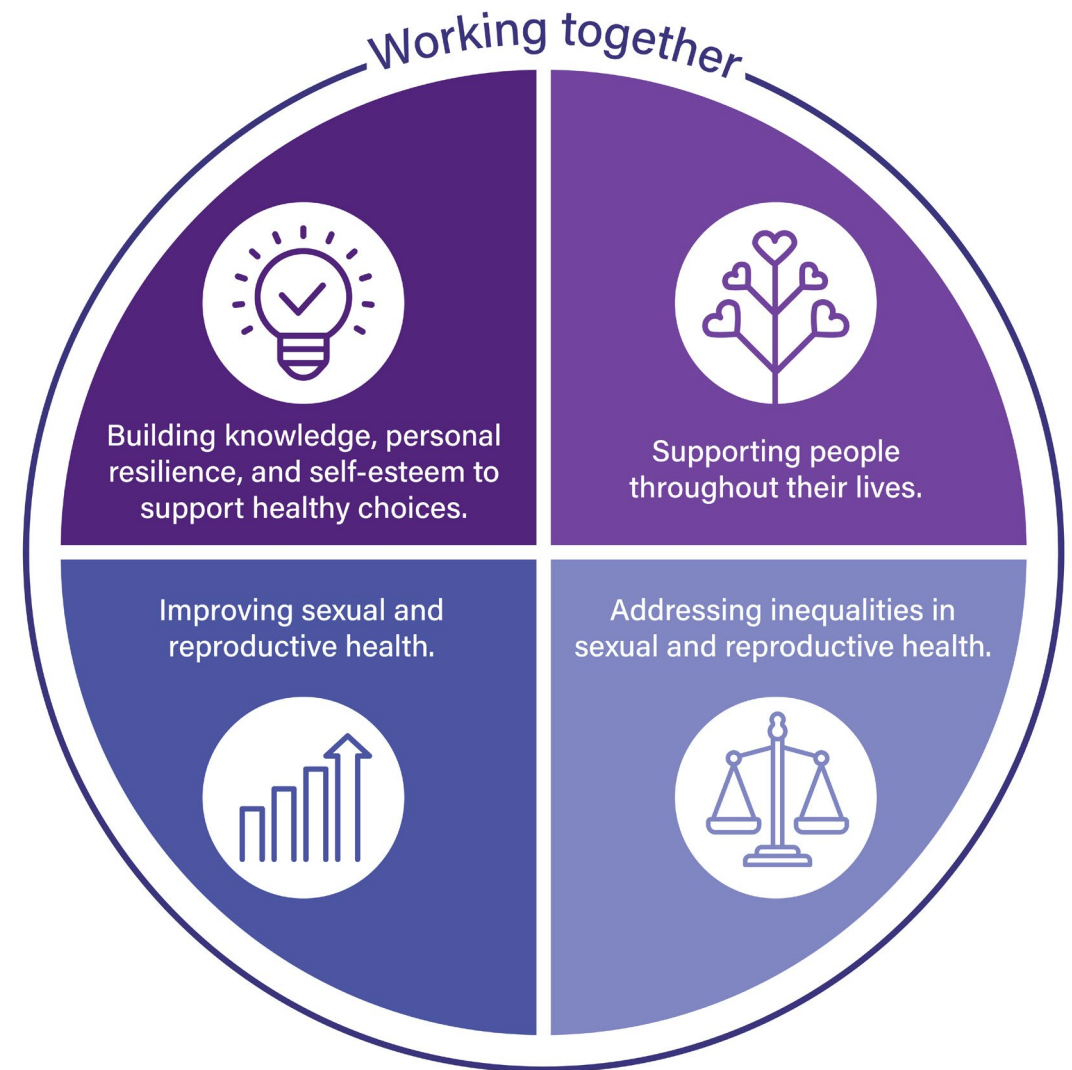 Working together
Building knowledge, personal
resilience, and self-esteem to
support healthy choices.
Supporting people
throughout their lives.
Improving sexual and
reproductive health.
Addressing inequalities in
sexual and reproductive health.